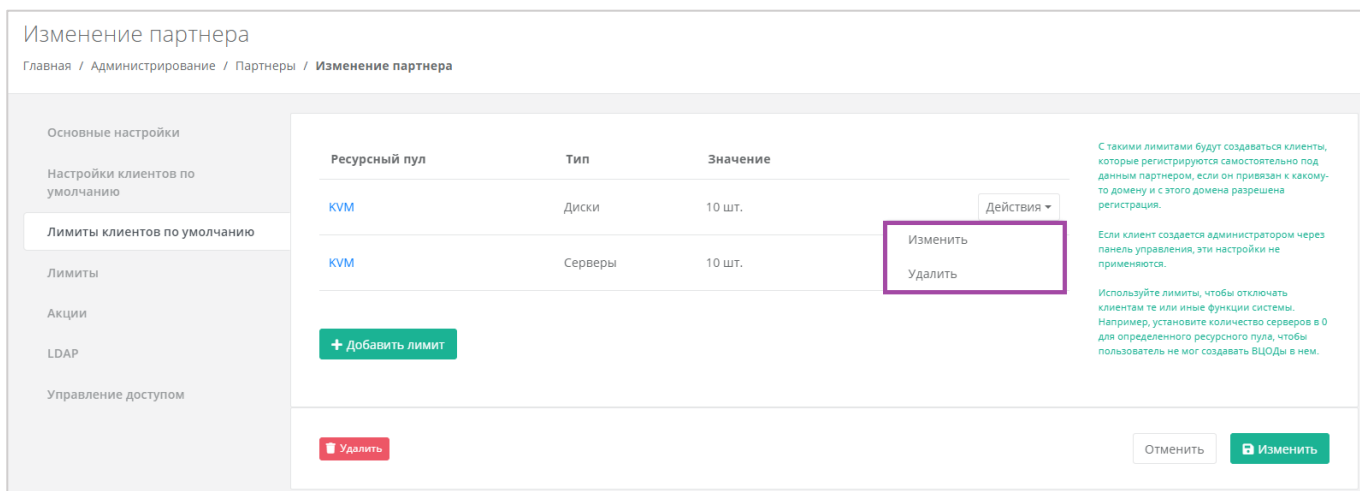 Изменение партнера
Главная / Администрирование / Партнеры / Изменение партнера
Основные настройки
Настройки клиентов по
умолчанию
Лимиты клиентов по умолчанию
Лимиты
Акции
LDAP
Управление доступом
Ресурсный пул Тип Значение
KVM Диски 10 шт. Действия
KVM Серверы 10 шт.
Изменить
Удалить
+ Добавить лимит
С такими лимитами будут создаваться клиенты,
которые регистрируются самостоятельно под
данным партнером, если он привязан к какому-
то домену и с этого домена разрешена
регистрация.
Если клиент создается администратором через
панель управления, эти настройки не
применяются.
Используйте лимиты, чтобы отключать
клиентам те или иные функции системы.
Например, установите количество серверов в 0
для определенного ресурсного пула, чтобы
пользователь не мог создавать ВЦОДы в нем.
Удалить
Отменить
Изменить